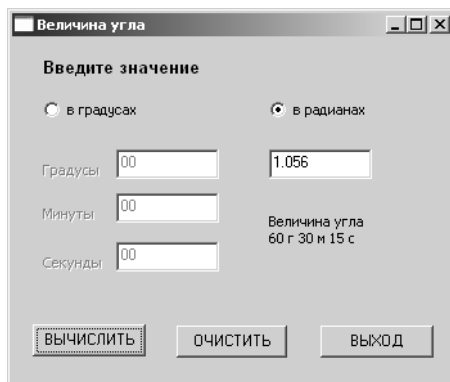 Величина угла
Введите значение
в градусах
в радианах
Градусы 00
1.056
Минуты 00
Величина угла
60 г 30 м 15 с
Секунды 00
ВЫЧИСЛИТЬ ОЧИСТИТЬ ВЫХОД